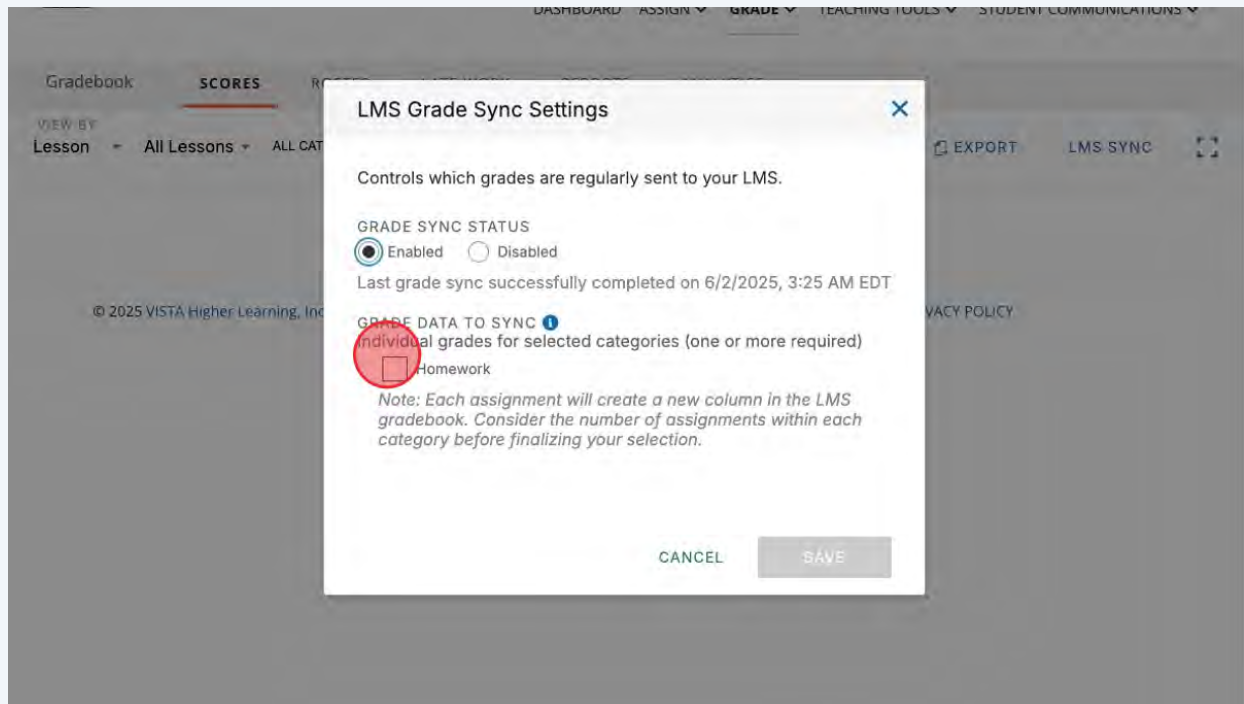 DASHBOARD ASSIGN GRADE TEACHING TOOLS STUDENT COMMUNICATIONS
Gradebook SCORES
LMS Grade Sync Settings
VIEW BY
Lesson All Lessons ALL CAT
EXPORT LMS SYNC
Controls which grades are regularly sent to your LMS.
GRADE SYNC STATUS
Enabled Disabled
Last grade sync successfully completed on 6/2/2025, 3:25 AM EDT
© 2025 VISTA Higher Learning, Inc
VACY POLICY
GRADE DATA TO SYNC
Individual grades for selected categories (one or more required)
Homework
Note: Each assignment will create a new column in the LMS
gradebook. Consider the number of assignments within each
category before finalizing your selection.
CANCEL SAVE